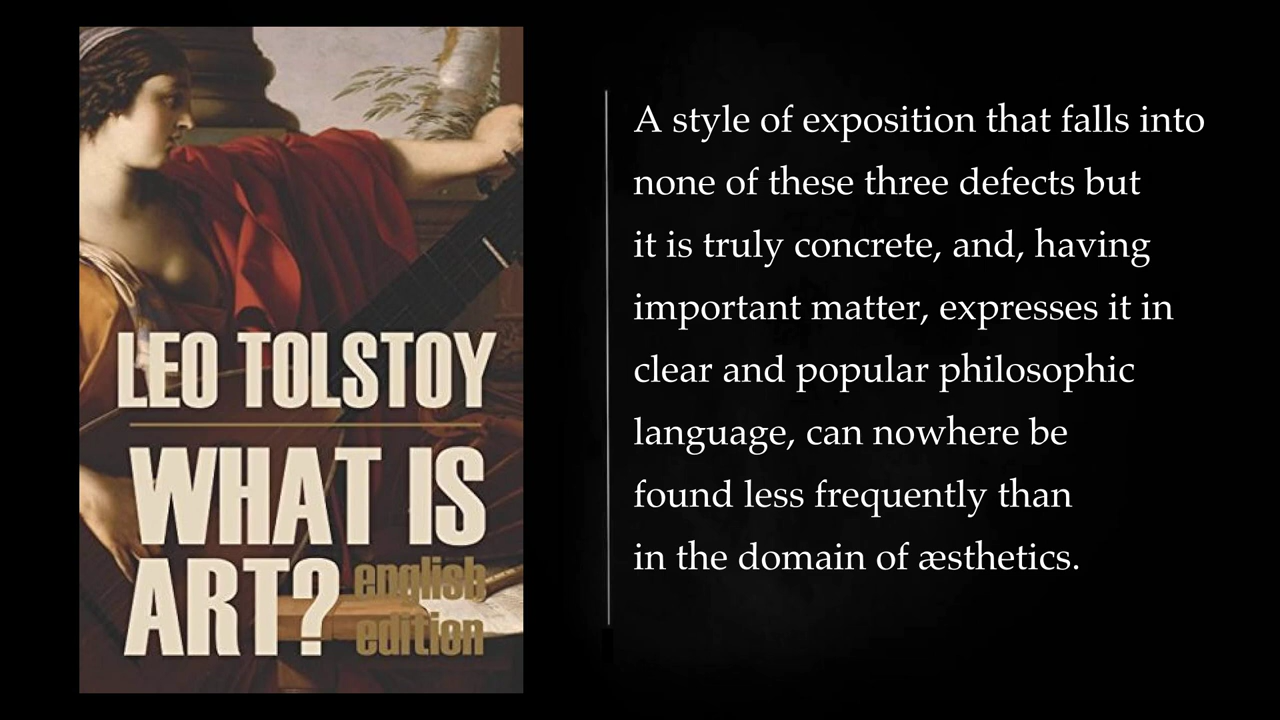 LEO TOLSTOY
WHAT IS
ART?
english
edition
A style of exposition that falls into
none of these three defects but
it is truly concrete, and, having
important matter, expresses it in
clear and popular philosophic
language, can nowhere be
found less frequently than
in the domain of æsthetics.